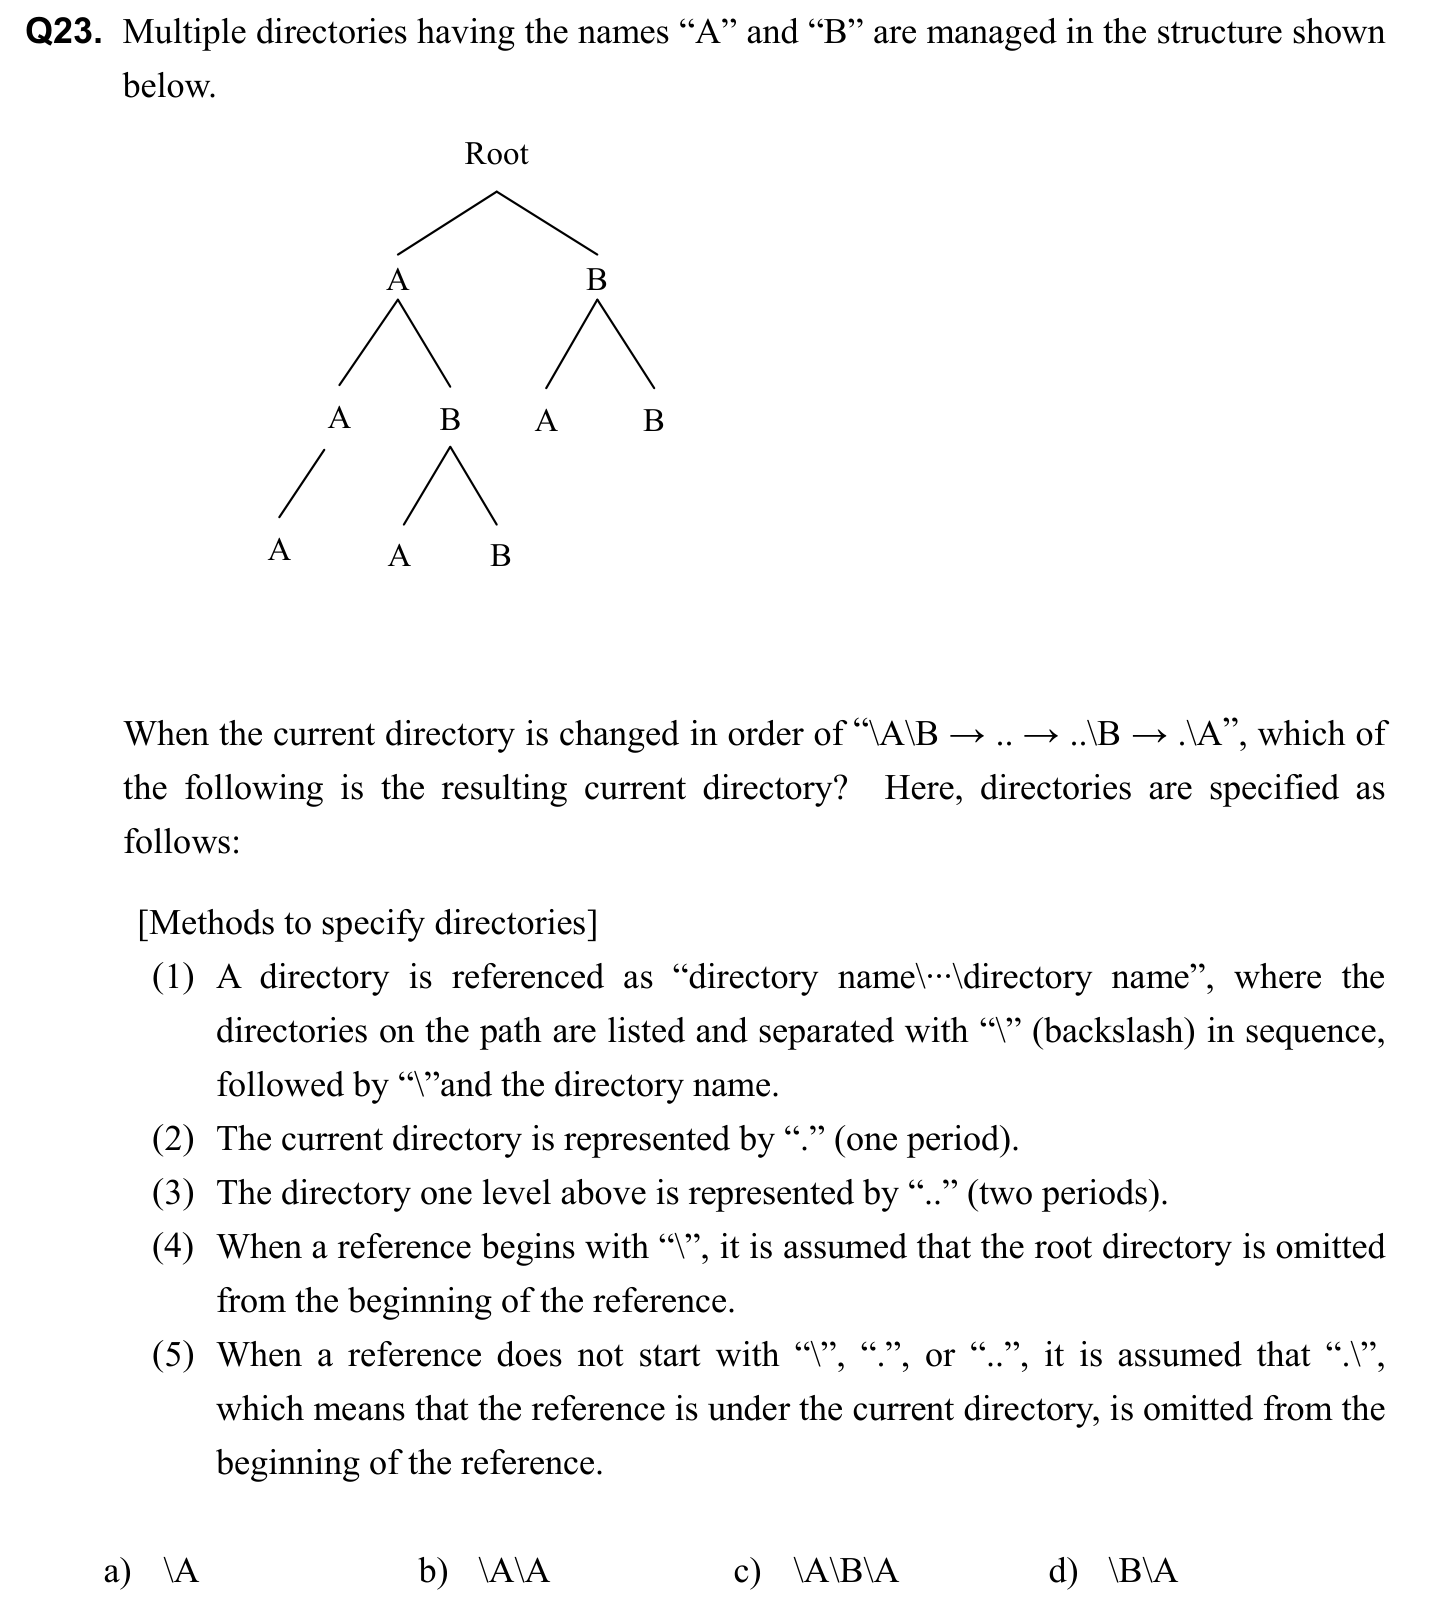 Q23. Multiple directories having the names “A” and “B” are managed in the structure shown
below.
Root
A B
A B A B
A A B
When the current directory is changed in order of “\A\B → .. → ..\B → .\A”, which of
the following is the resulting current directory? Here, directories are specified as
follows:
[Methods to specify directories]
(1) A directory is referenced as “directory name\···\directory name”, where the
directories on the path are listed and separated with “\” (backslash) in sequence,
followed by “\”and the directory name.
(2) The current directory is represented by “.” (one period).
(3) The directory one level above is represented by “..” (two periods).
(4) When a reference begins with “\”, it is assumed that the root directory is omitted
from the beginning of the reference.
(5) When a reference does not start with “\”, “.”, or “..”, it is assumed that “.\”,
which means that the reference is under the current directory, is omitted from the
beginning of the reference.
a) \A b) \A\A c) \A\B\A d) \B\A